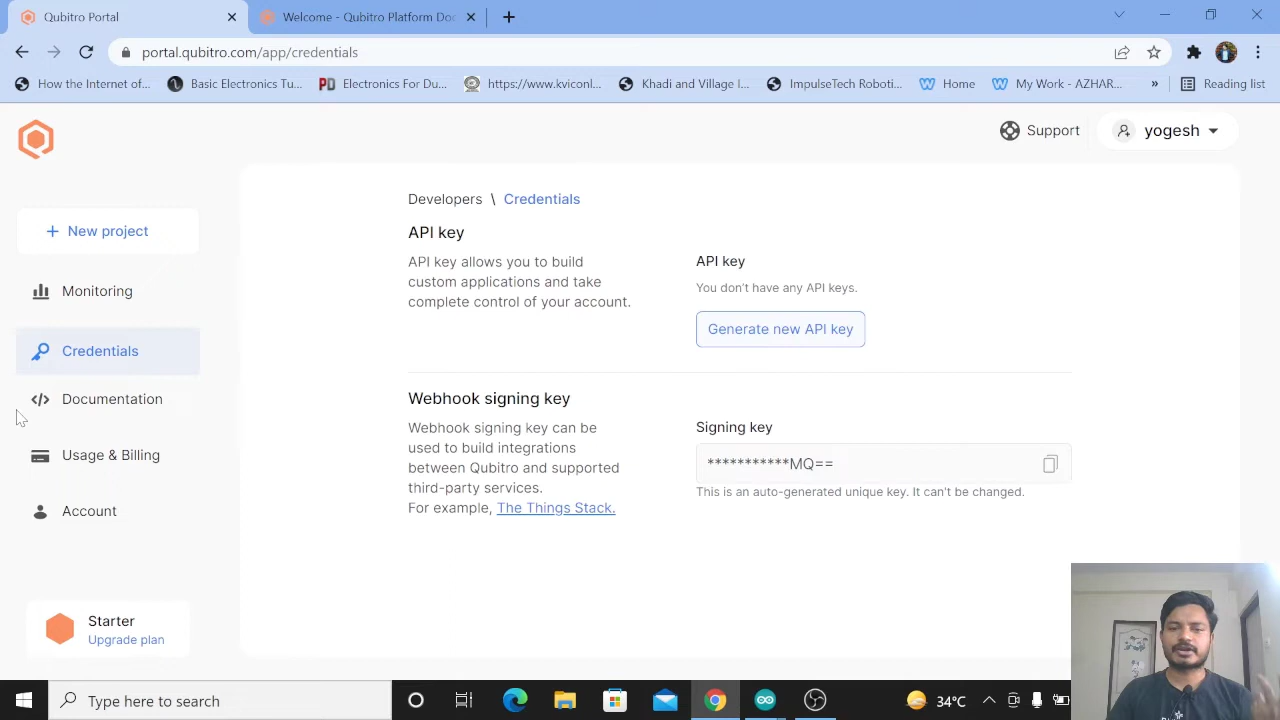 Qubitro Portal
Welcome - Qubitro Platform Doc
portal.qubitro.com/app/credentials
How the Internet of...
Basic Electronics Tu...
Electronics For Du...
https://www.kviconl...
Khadi and Village I...
ImpulseTech Roboti...
Home
My Work - AZHAR...
»
Reading list
Support
yogesh
+ New project
Monitoring
Credentials
Documentation
Usage & Billing
Account
Starter
Upgrade plan
Developers \ Credentials
API key
API key allows you to build
custom applications and take
complete control of your account.
API key
You don't have any API keys.
Generate new API key
Webhook signing key
Webhook signing key can be
used to build integrations
between Qubitro and supported
third-party services.
For example, The Things Stack.
Signing key
***********MQ==
This is an auto-generated unique key. It can't be changed.
Type here to search
34°C